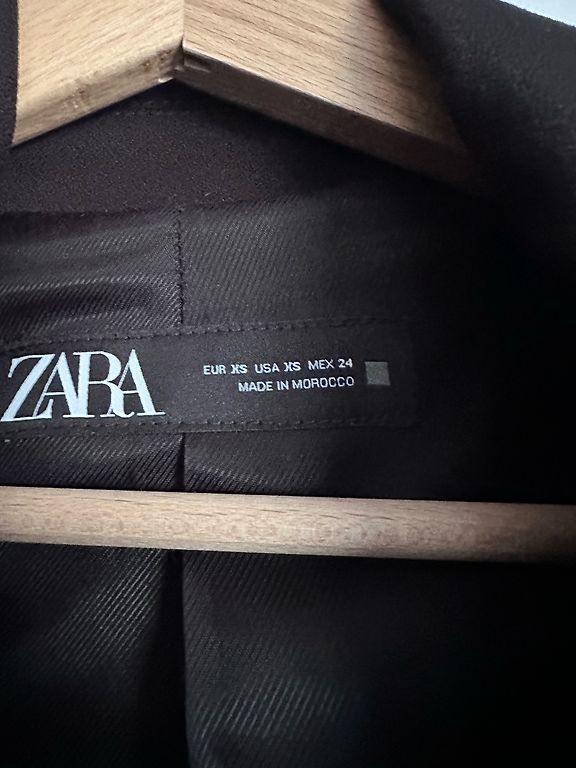 ZARA
EUR XS USA XS MEX 24
MADE IN MOROCCO